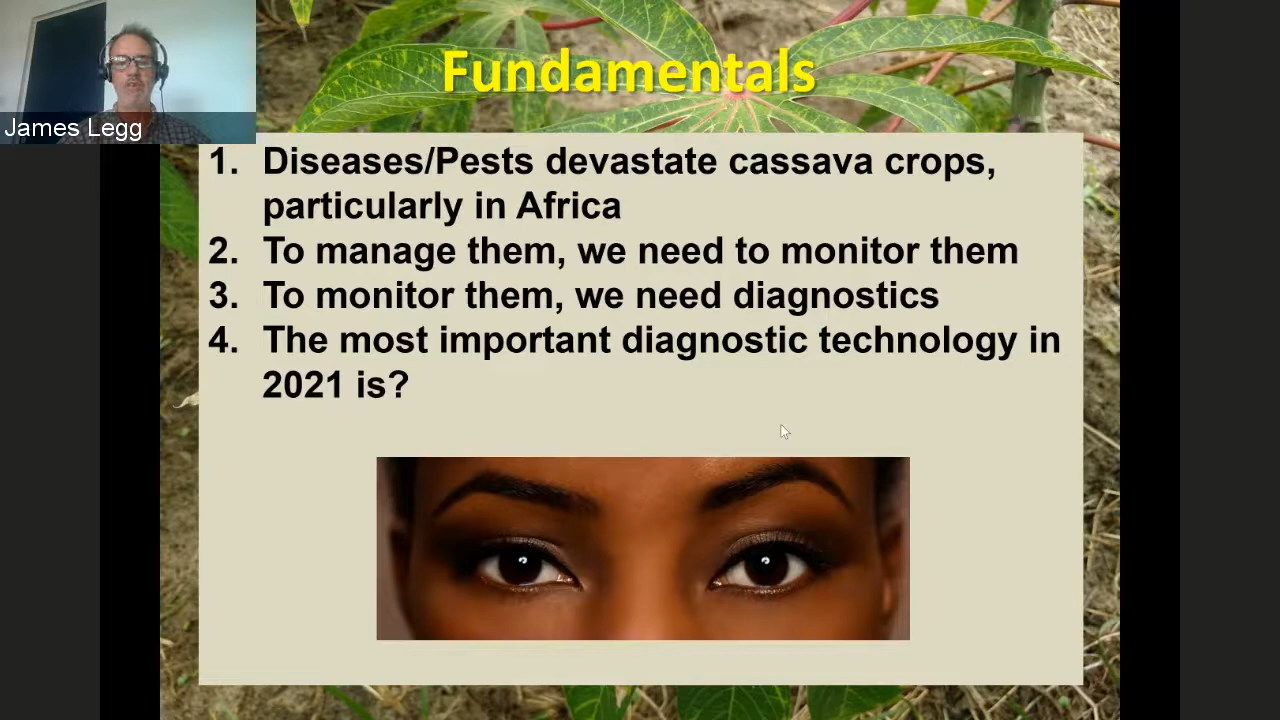 Fundamentals
James Legg
1. Diseases/Pests devastate cassava crops,
particularly in Africa
2. To manage them, we need to monitor them
3. To monitor them, we need diagnostics
4. The most important diagnostic technology in
2021 is?